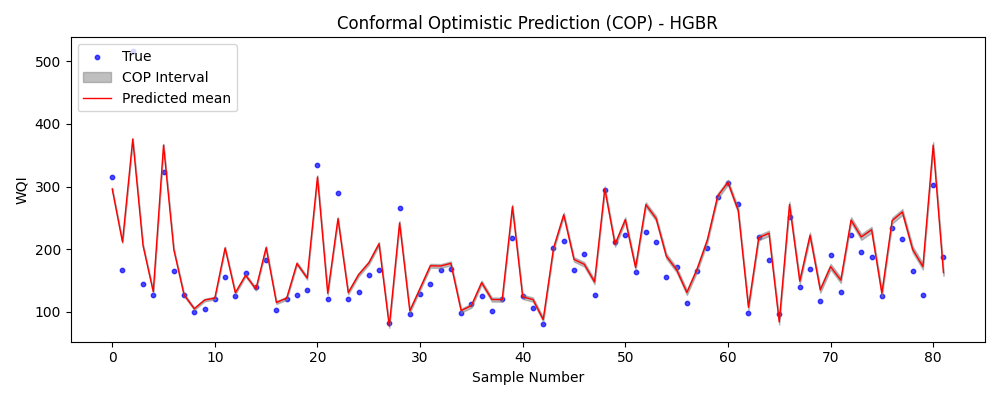 Conformal Optimistic Prediction (COP) - HGBR
True
COP Interval
Predicted mean
WQI
500
400
300
200
100
0 10 20 30 40 50 60 70 80
Sample Number